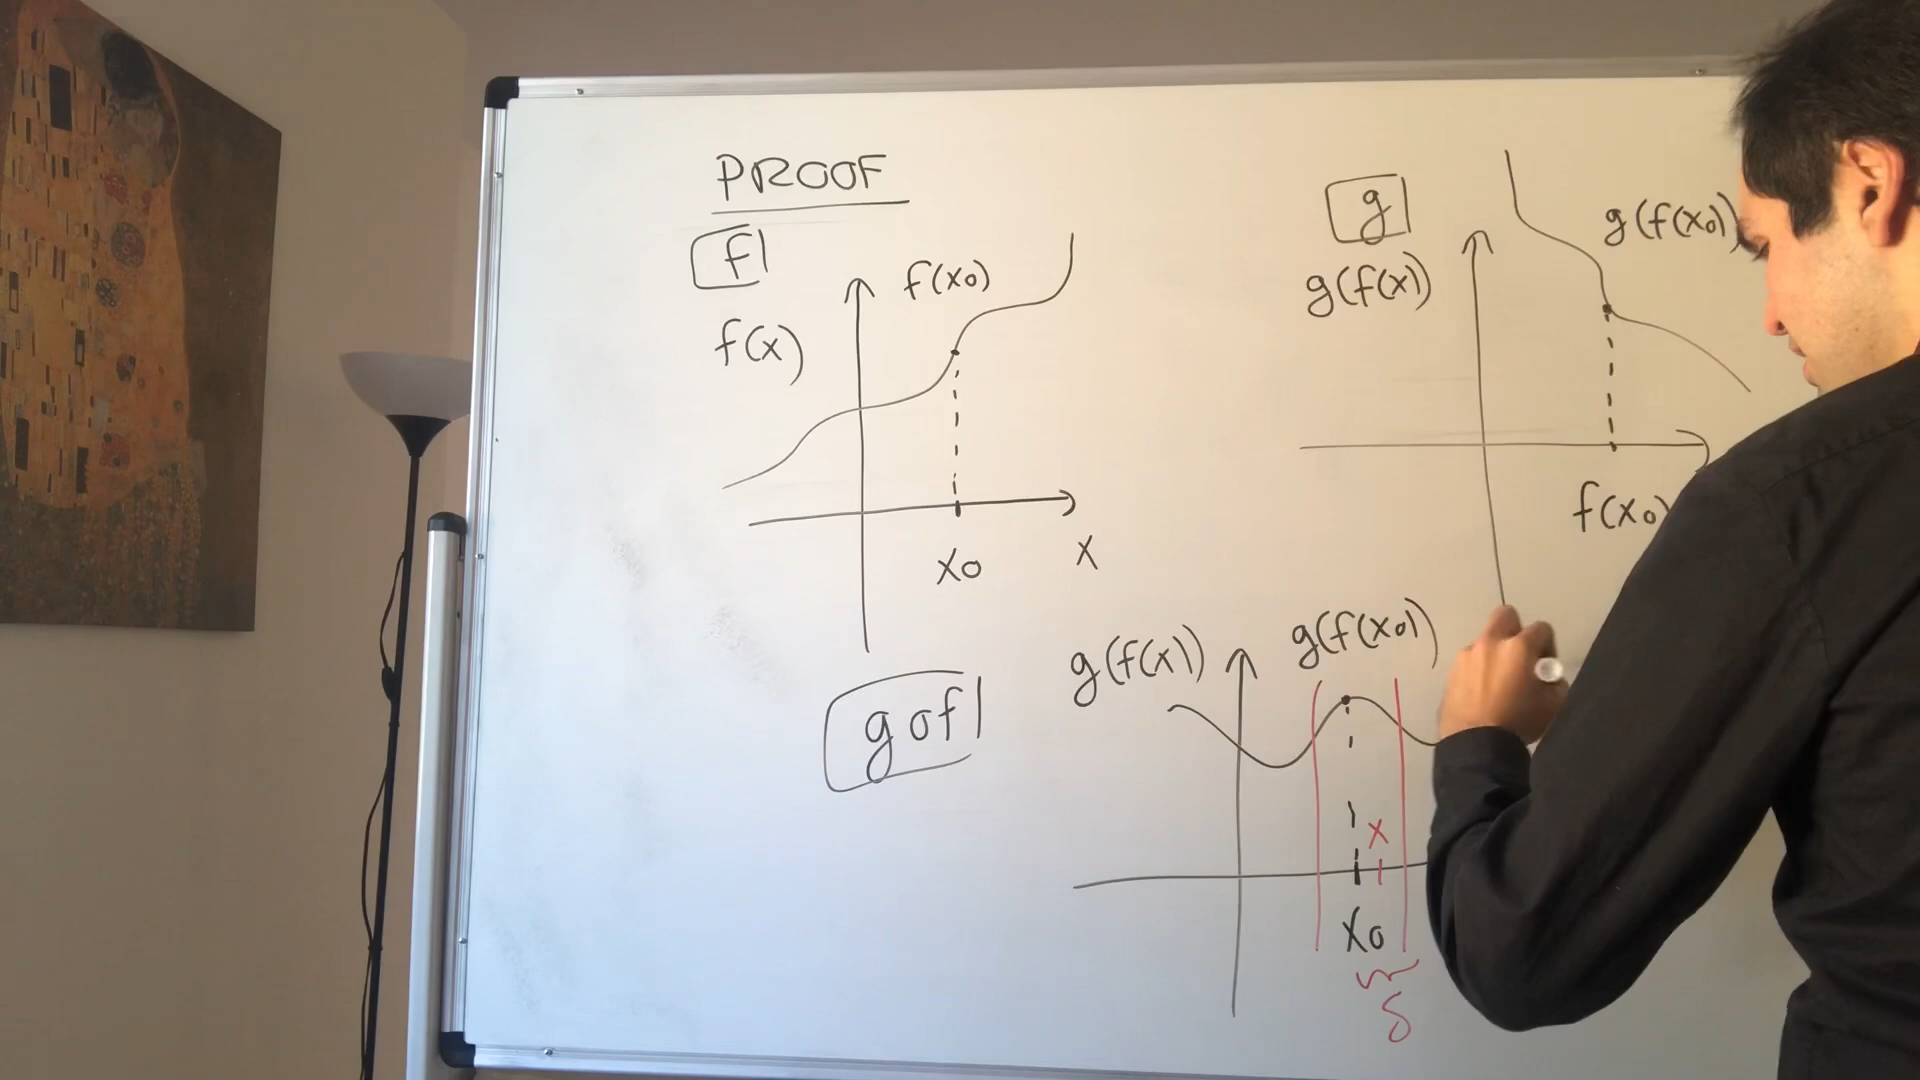 PROOF
f
f(x)
f(x0)
x0
x
g
g(f(x))
g(f(x0))
f(x0)
g∘f
g(f(x))
g(f(x0))
x
x0
δ